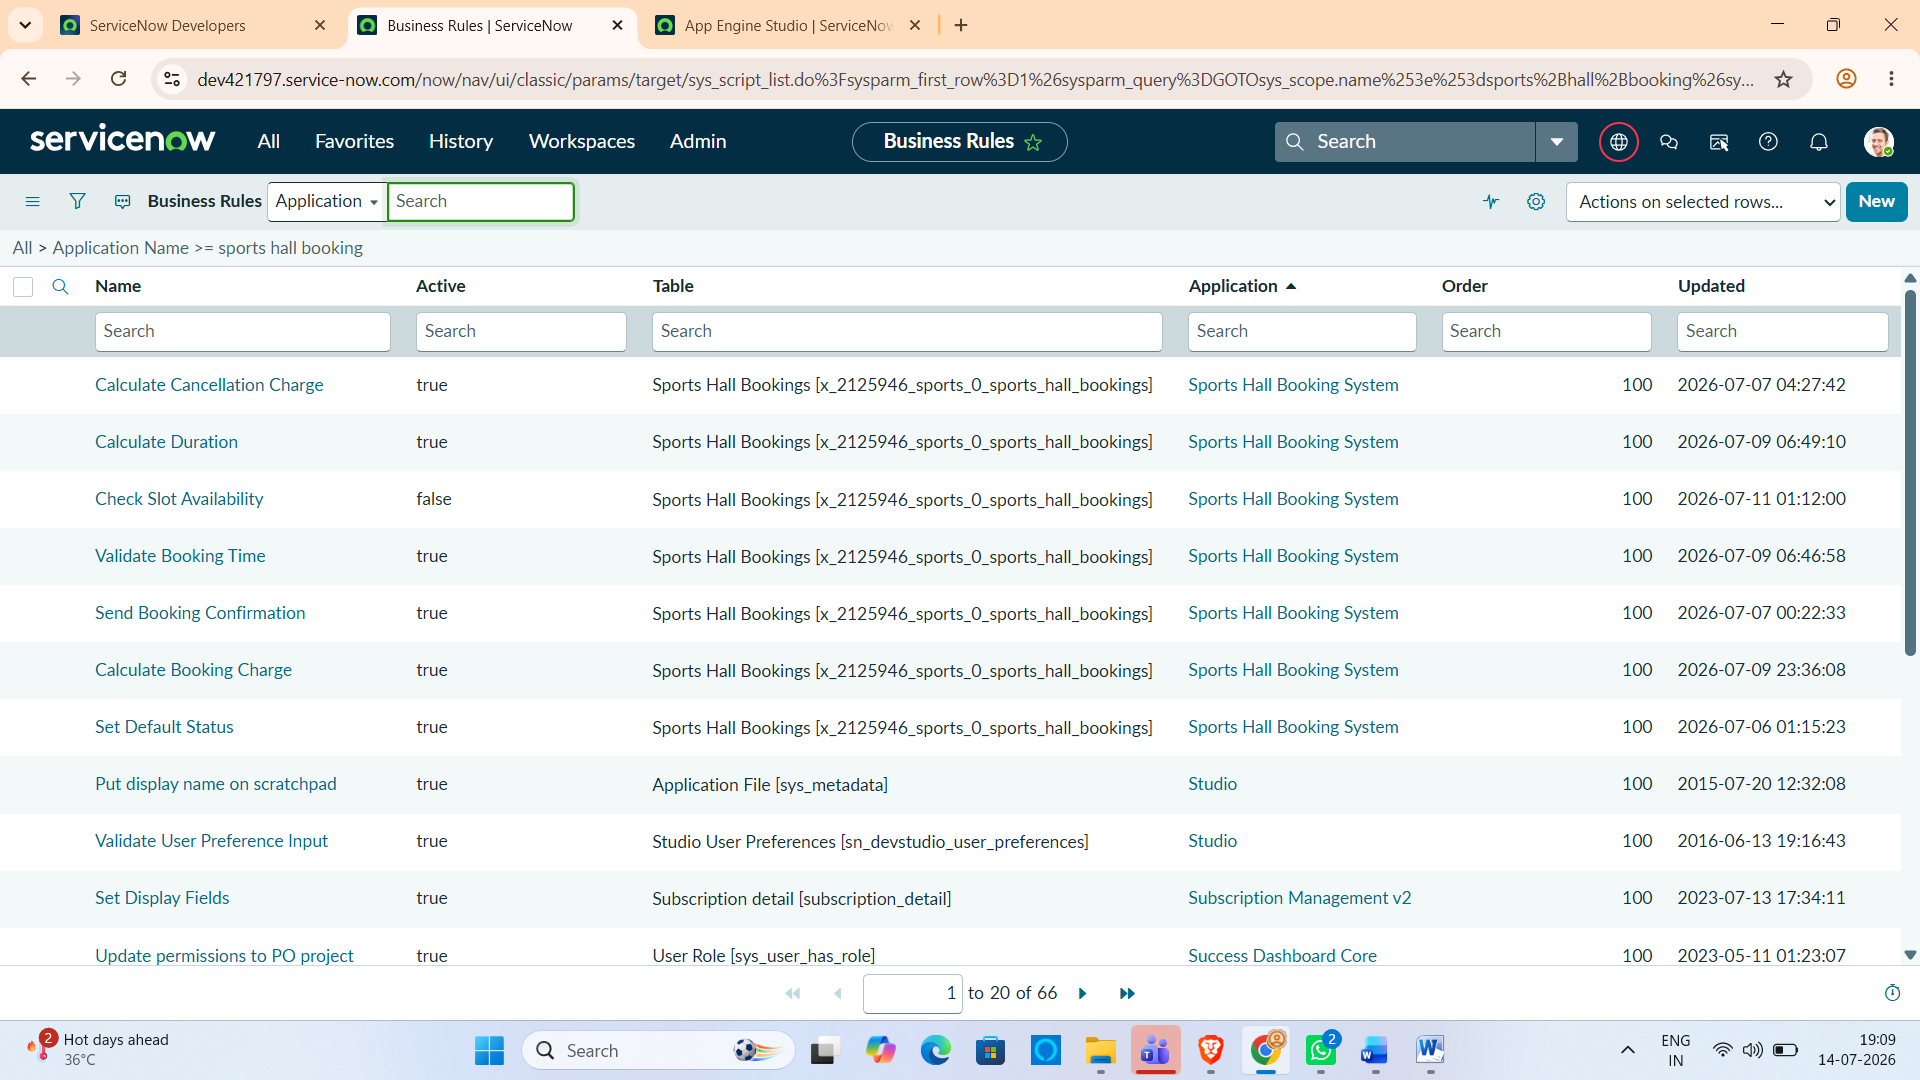 ServiceNow Developers
Business Rules | ServiceNow
App Engine Studio | ServiceNow
dev421797.service-now.com/now/nav/ui/classic/params/target/sys_script_list.do%3Fsysparm_first_row%3D1%26sysparm_query%3DGOTOsys_scope.name%253e%253dsports%2Bhall%2Bbooking%26sy...
servicenow All Favorites History Workspaces Admin Business Rules Search
Business Rules Application Search Actions on selected rows... New
All > Application Name >= sports hall booking
Name Active Table Application Order Updated
Search Search Search Search Search Search
Calculate Cancellation Charge true Sports Hall Bookings [x_2125946_sports_0_sports_hall_bookings] Sports Hall Booking System 100 2026-07-07 04:27:42
Calculate Duration true Sports Hall Bookings [x_2125946_sports_0_sports_hall_bookings] Sports Hall Booking System 100 2026-07-09 06:49:10
Check Slot Availability false Sports Hall Bookings [x_2125946_sports_0_sports_hall_bookings] Sports Hall Booking System 100 2026-07-11 01:12:00
Validate Booking Time true Sports Hall Bookings [x_2125946_sports_0_sports_hall_bookings] Sports Hall Booking System 100 2026-07-09 06:46:58
Send Booking Confirmation true Sports Hall Bookings [x_2125946_sports_0_sports_hall_bookings] Sports Hall Booking System 100 2026-07-07 00:22:33
Calculate Booking Charge true Sports Hall Bookings [x_2125946_sports_0_sports_hall_bookings] Sports Hall Booking System 100 2026-07-09 23:36:08
Set Default Status true Sports Hall Bookings [x_2125946_sports_0_sports_hall_bookings] Sports Hall Booking System 100 2026-07-06 01:15:23
Put display name on scratchpad true Application File [sys_metadata] Studio 100 2015-07-20 12:32:08
Validate User Preference Input true Studio User Preferences [sn_devstudio_user_preferences] Studio 100 2016-06-13 19:16:43
Set Display Fields true Subscription detail [subscription_detail] Subscription Management v2 100 2023-07-13 17:34:11
Update permissions to PO project true User Role [sys_user_has_role] Success Dashboard Core 100 2023-05-11 01:23:07
1 to 20 of 66
2 Hot days ahead
36°C
Search
2
ENG
IN
19:09
14-07-2026